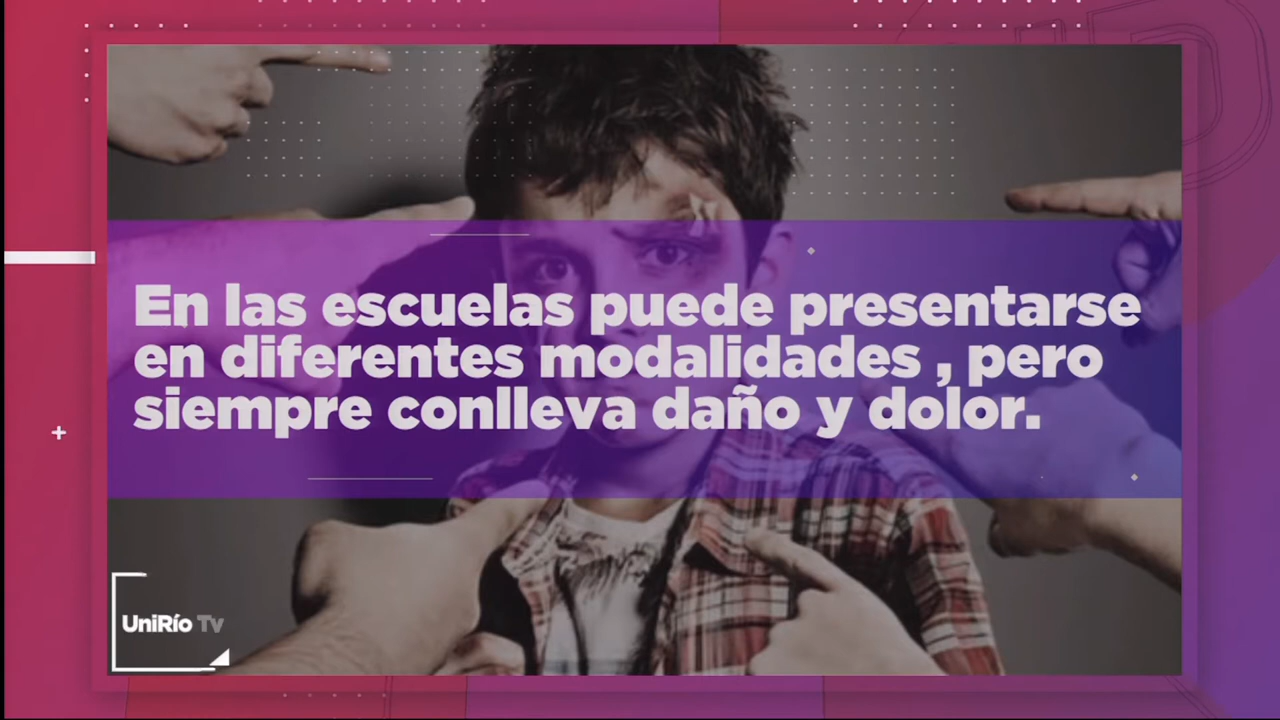 En las escuelas puede presentarse
en diferentes modalidades , pero
siempre conlleva daño y dolor.
UniRío Tv